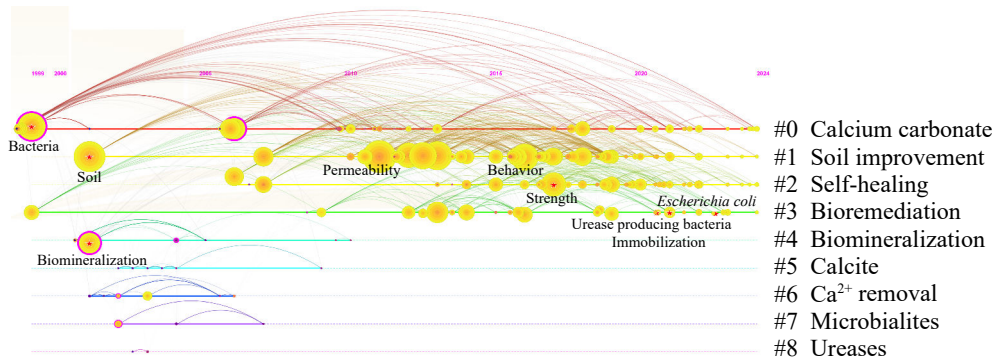 1999 2000 2005 2010 2015 2020 2024
#0 Calcium carbonate
Bacteria
#1 Soil improvement
Soil
Permeability
Behavior
#2 Self-healing
Strength
Escherichia coli
#3 Bioremediation
Urease producing bacteria
Immobilization
#4 Biomineralization
Biomineralization
#5 Calcite
#6 Ca²⁺ removal
#7 Microbialites
#8 Ureases